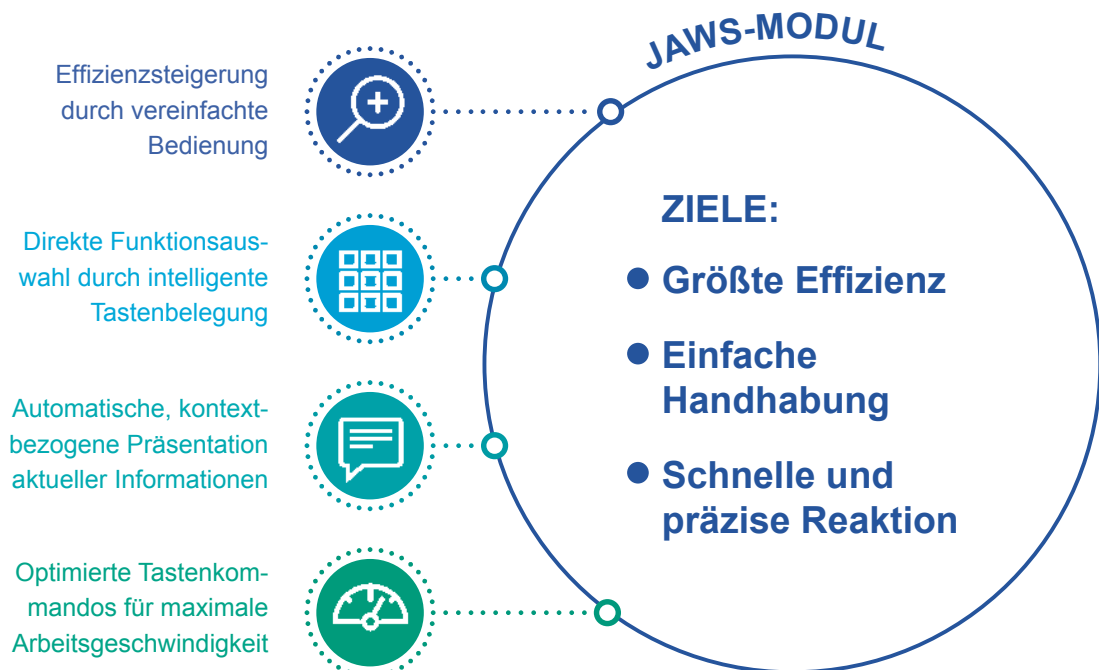 JAWS-MODUL
Effizienzsteigerung
durch vereinfachte
Bedienung
Direkte Funktionsaus-
wahl durch intelligente
Tastenbelegung
Automatische, kontext-
bezogene Präsentation
aktueller Informationen
Optimierte Tastenkom-
mandos für maximale
Arbeitsgeschwindigkeit
ZIELE:
● Größte Effizienz
● Einfache
Handhabung
● Schnelle und
präzise Reaktion